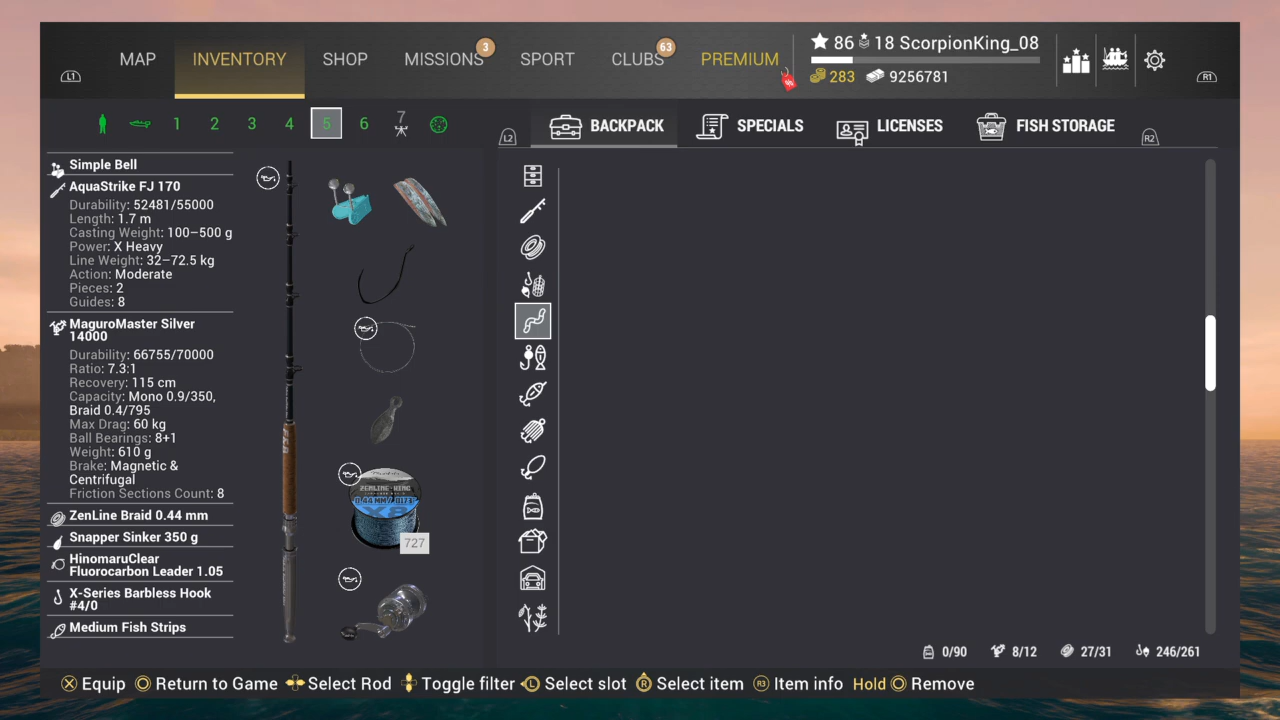 MAP
INVENTORY
SHOP
MISSIONS
3
SPORT
CLUBS
63
PREMIUM
86 18 ScorpionKing_08
283 9256781
L1
R1
1 2 3 4 5 6 7
L2
BACKPACK
SPECIALS
LICENSES
FISH STORAGE
R2
Simple Bell
AquaStrike FJ 170
Durability: 52481/55000
Length: 1.7 m
Casting Weight: 100–500 g
Power: X Heavy
Line Weight: 32–72.5 kg
Action: Moderate
Pieces: 2
Guides: 8
MaguroMaster Silver
14000
Durability: 66755/70000
Ratio: 7.3:1
Recovery: 115 cm
Capacity: Mono 0.9/350,
Braid 0.4/795
Max Drag: 60 kg
Ball Bearings: 8+1
Weight: 610 g
Brake: Magnetic &
Centrifugal
Friction Sections Count: 8
ZenLine Braid 0.44 mm
Snapper Sinker 350 g
HinomaruClear
Fluorocarbon Leader 1.05
X-Series Barbless Hook
#4/0
Medium Fish Strips
ZENLINE-KING
X8
727
0/90
8/12
27/31
246/261
Equip
Return to Game
Select Rod
Toggle filter
L Select slot
R Select item
R3 Item info
Hold Remove